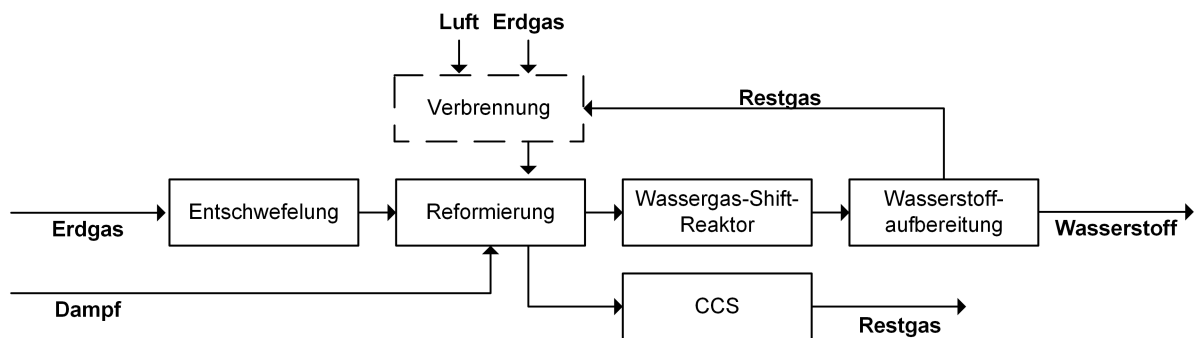 Luft Erdgas
Verbrennung
Restgas
Entschwefelung
Reformierung
Wassergas-Shift-
Reaktor
Wasserstoff-
aufbereitung
Erdgas
Wasserstoff
Dampf
CCS
Restgas